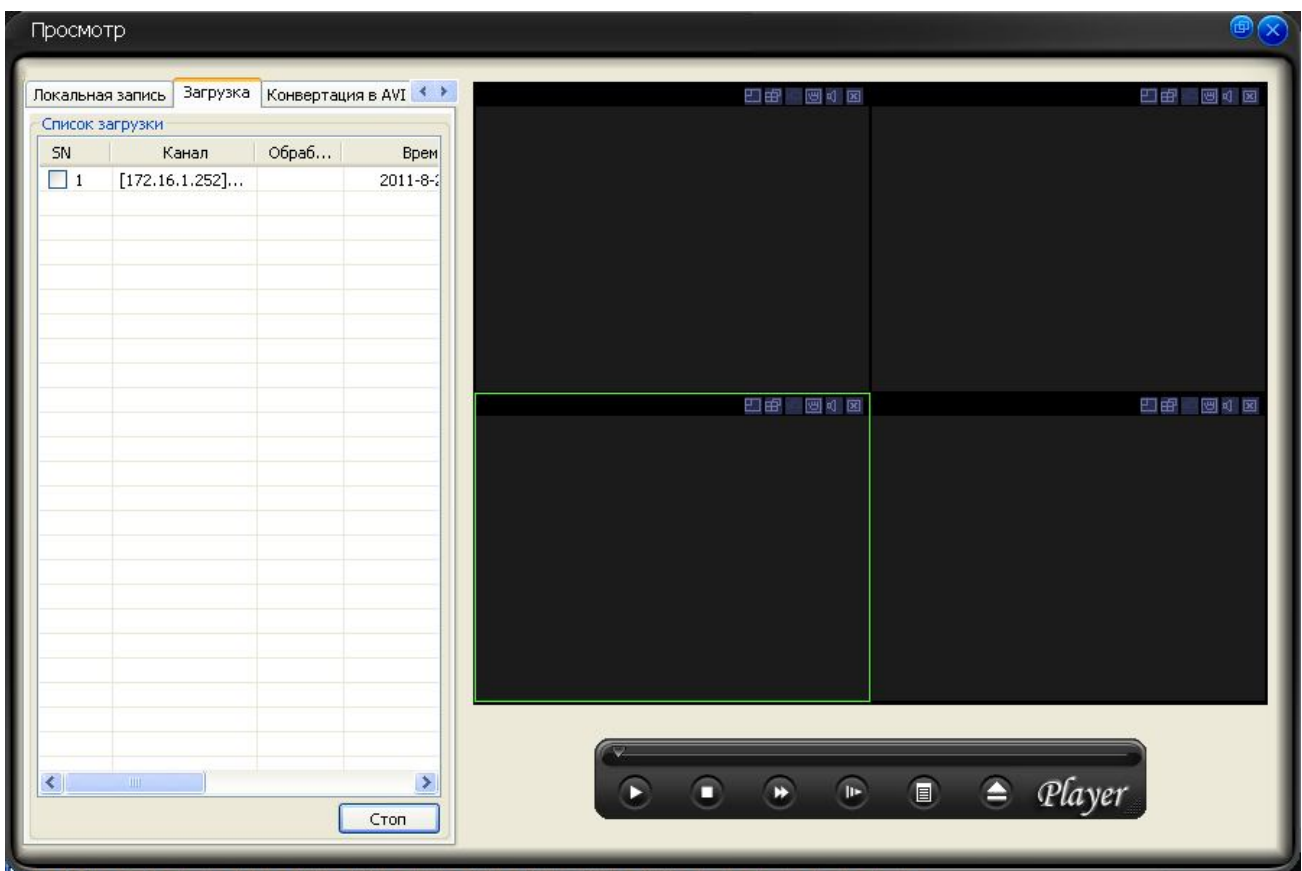 Просмотр
Локальная запись Загрузка Конвертация в AVI
Список загрузки
SN Канал Обраб... Врем
1 [172.16.1.252]... 2011-8-2
Стоп
Player